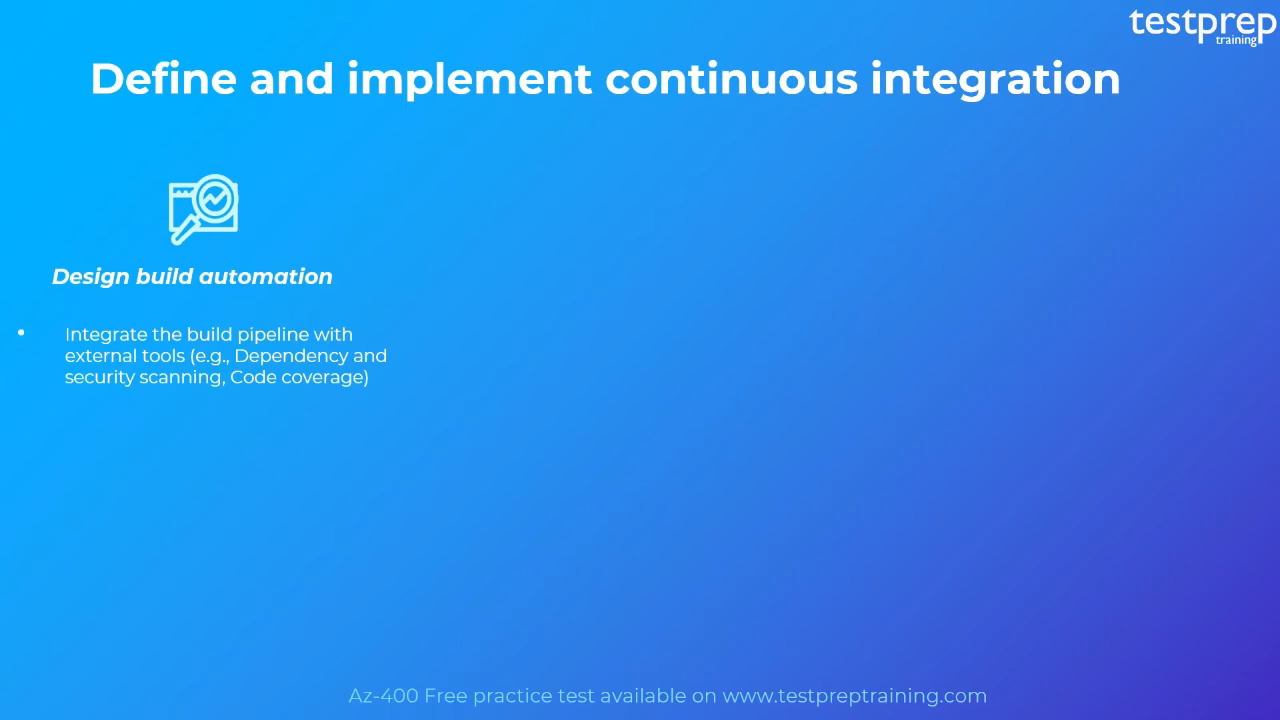 testprep
training
Define and implement continuous integration
Design build automation
• Integrate the build pipeline with
external tools (e.g., Dependency and
security scanning, Code coverage)
Az-400 Free practice test available on www.testpreptraining.com